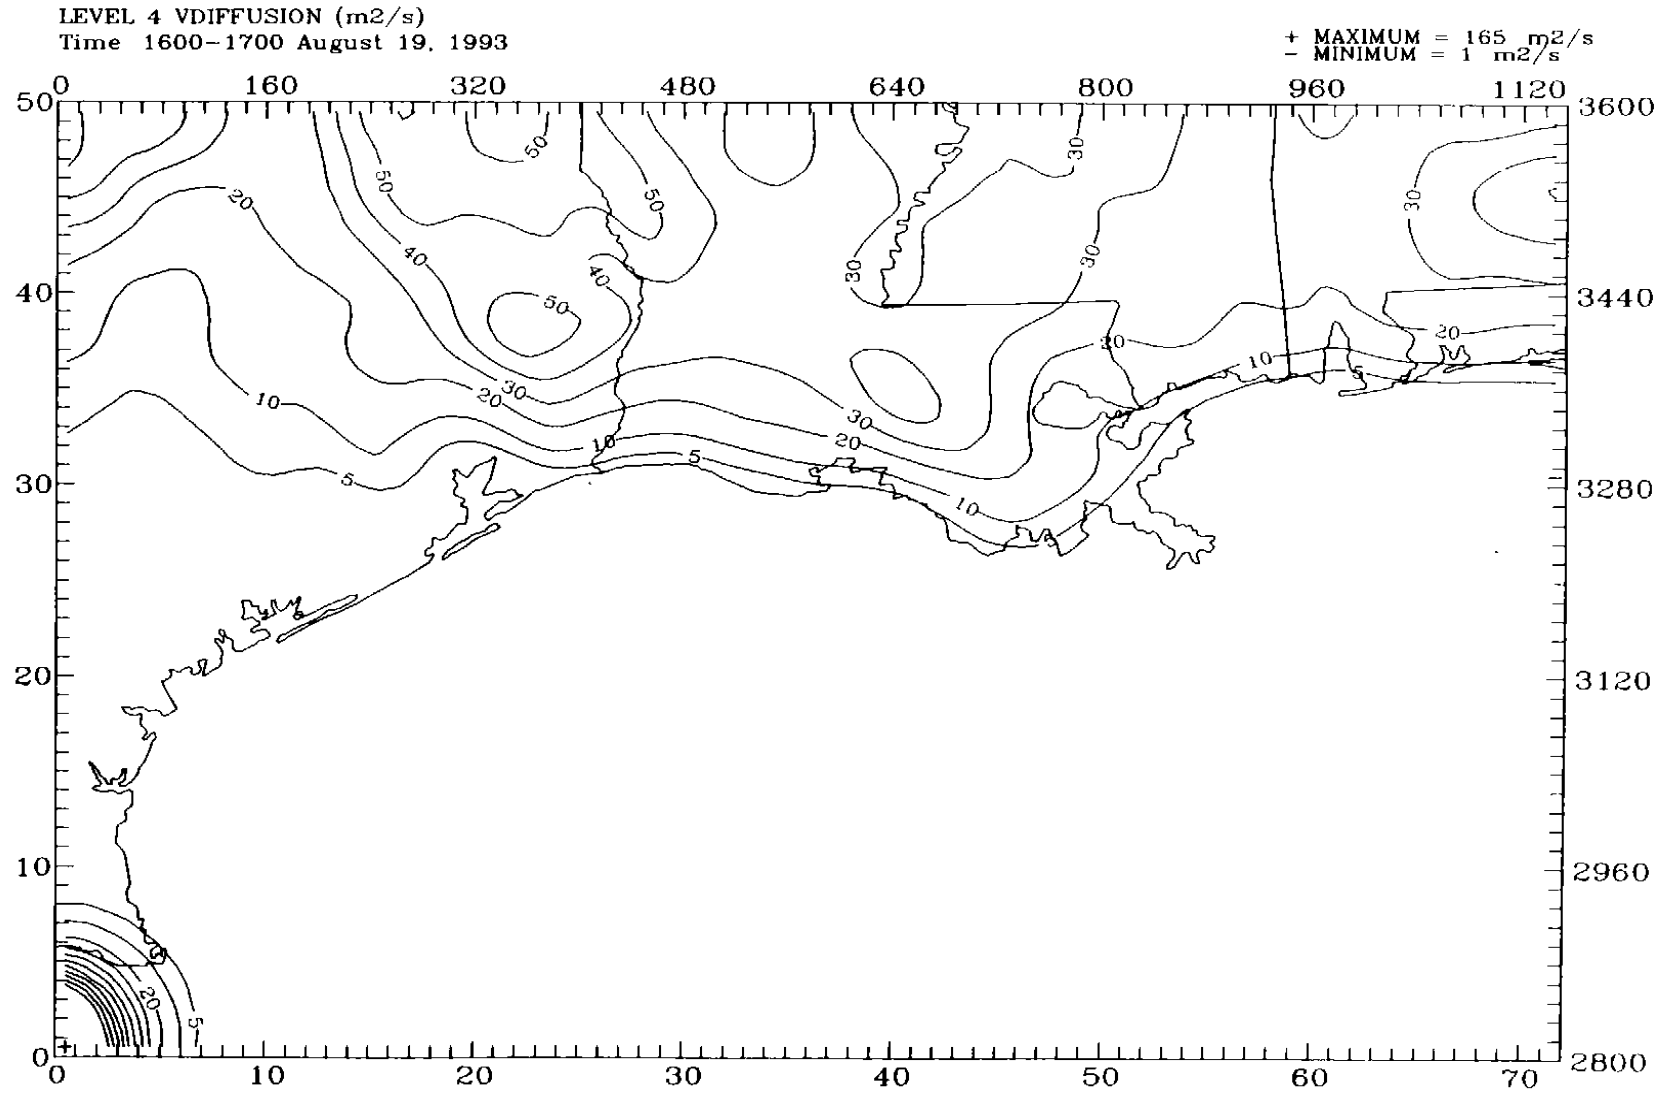 LEVEL 4 VDIFFUSION (m2/s)
Time 1600-1700 August 19, 1993
+ MAXIMUM = 165 m2/s
- MINIMUM = 1 m2/s
0 160 320 480 640 800 960 1120
50 3600
50 50 50 30 30
20 40 40 30 30
40 3440
50 20 20
30 20 30 10 5
10 10 20
5 5 10 5
30 3280
20 3120
10 2960
20 5
0 2800
0 10 20 30 40 50 60 70